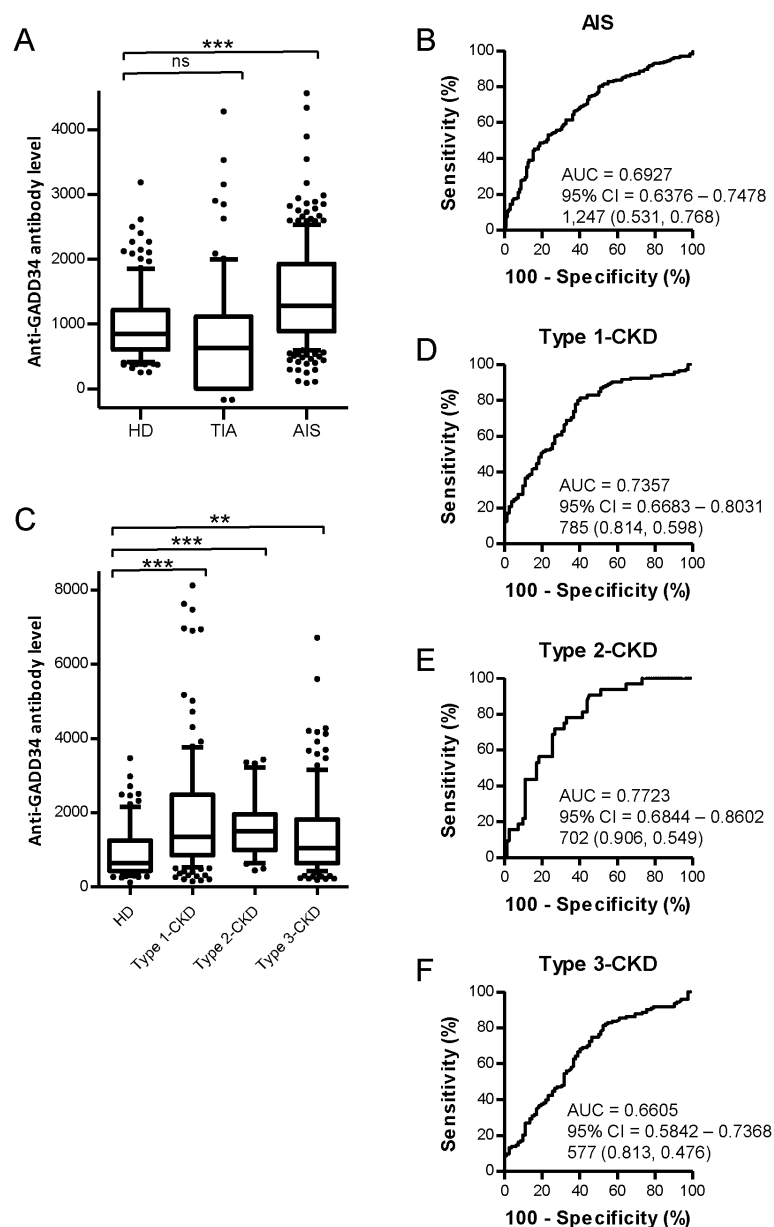 A
***
ns
Anti-GADD34 antibody level
4000
3000
2000
1000
0
HD TIA AIS
B
AIS
Sensitivity (%)
100
80
60
40
20
0
AUC = 0.6927
95% CI = 0.6376 – 0.7478
1,247 (0.531, 0.768)
0 20 40 60 80 100
100 - Specificity (%)
C
**
***
***
Anti-GADD34 antibody level
8000
6000
4000
2000
0
HD Type 1-CKD Type 2-CKD Type 3-CKD
D
Type 1-CKD
Sensitivity (%)
100
80
60
40
20
0
AUC = 0.7357
95% CI = 0.6683 – 0.8031
785 (0.814, 0.598)
0 20 40 60 80 100
100 - Specificity (%)
E
Type 2-CKD
Sensitivity (%)
100
80
60
40
20
0
AUC = 0.7723
95% CI = 0.6844 – 0.8602
702 (0.906, 0.549)
0 20 40 60 80 100
100 - Specificity (%)
F
Type 3-CKD
Sensitivity (%)
100
80
60
40
20
0
AUC = 0.6605
95% CI = 0.5842 – 0.7368
577 (0.813, 0.476)
0 20 40 60 80 100
100 - Specificity (%)